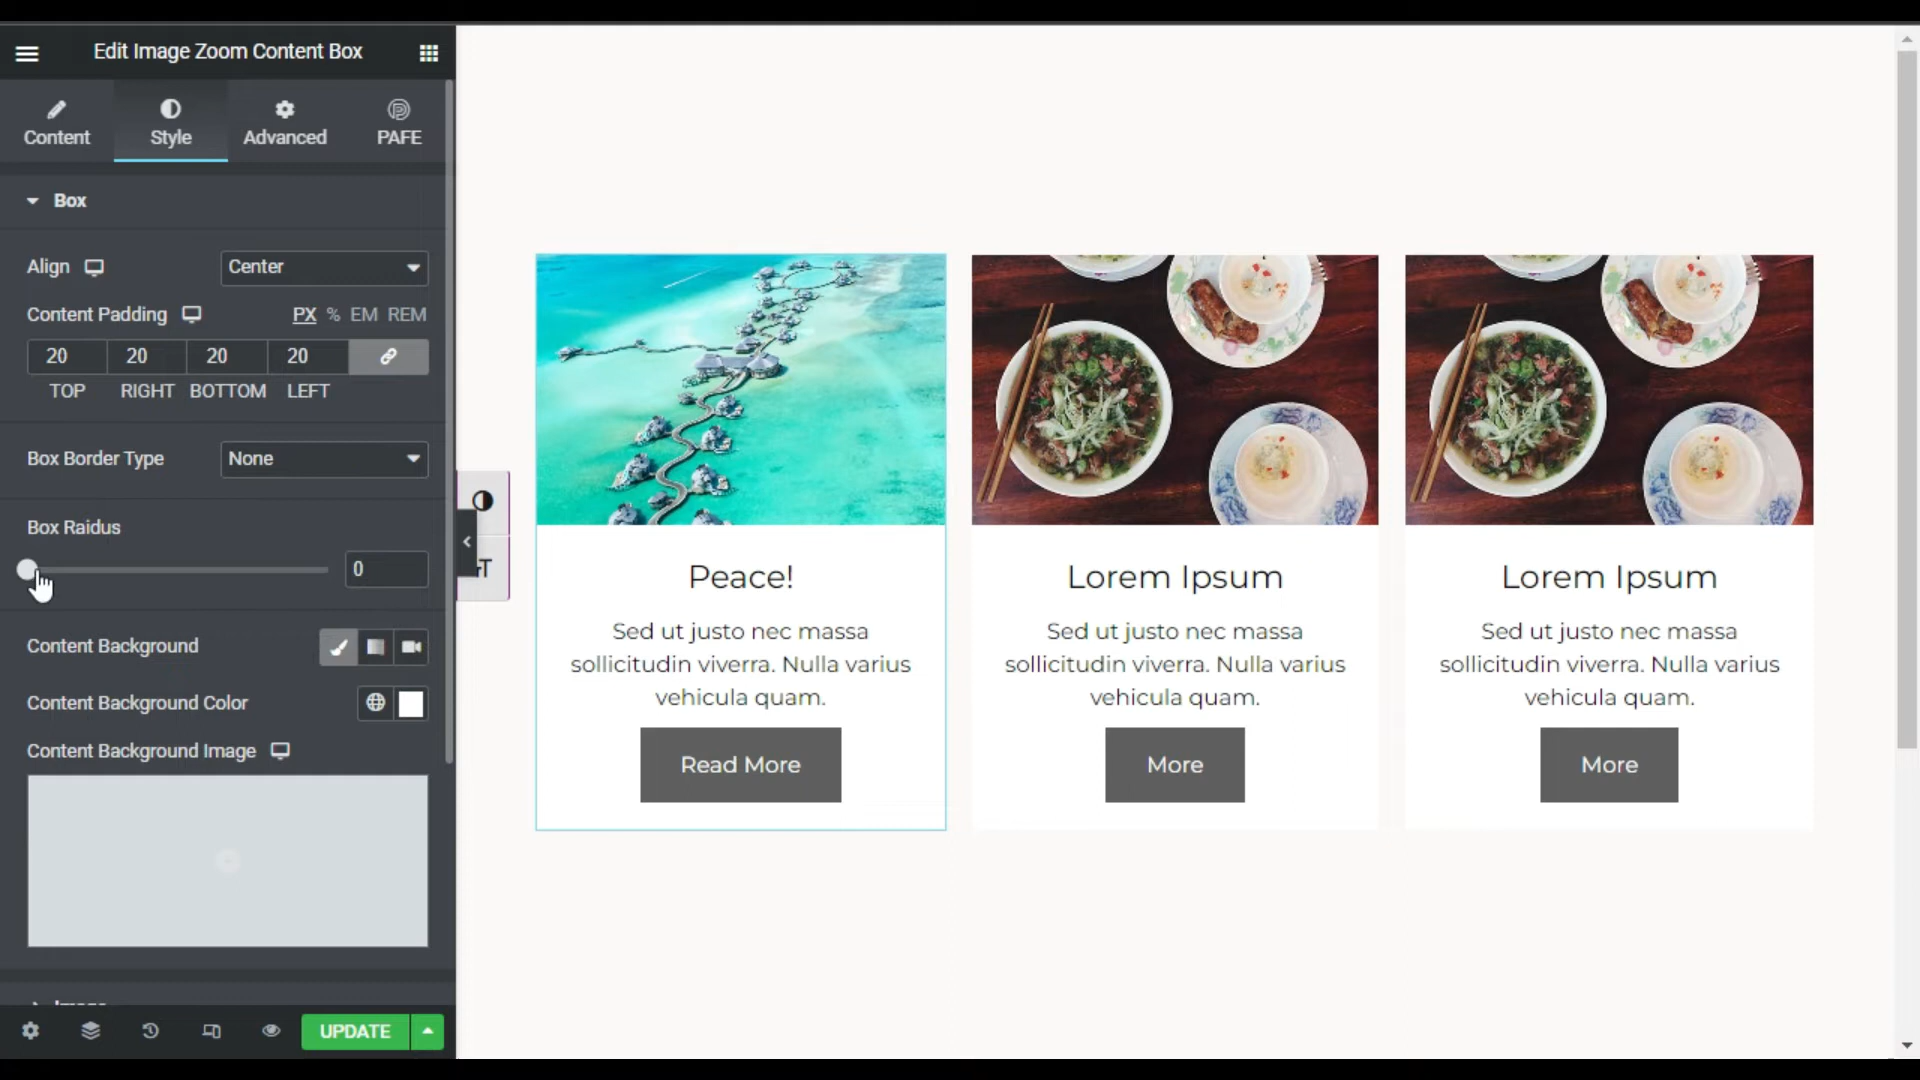 Edit Image Zoom Content Box
Content
Style
Advanced
PAFE
Box
Align
Center
Content Padding
PX % EM REM
20 20 20 20
TOP RIGHT BOTTOM LEFT
Box Border Type
None
Box Raidus
0
Content Background
Content Background Color
Content Background Image
UPDATE
Peace!
Sed ut justo nec massa
sollicitudin viverra. Nulla varius
vehicula quam.
Read More
Lorem Ipsum
Sed ut justo nec massa
sollicitudin viverra. Nulla varius
vehicula quam.
More
Lorem Ipsum
Sed ut justo nec massa
sollicitudin viverra. Nulla varius
vehicula quam.
More